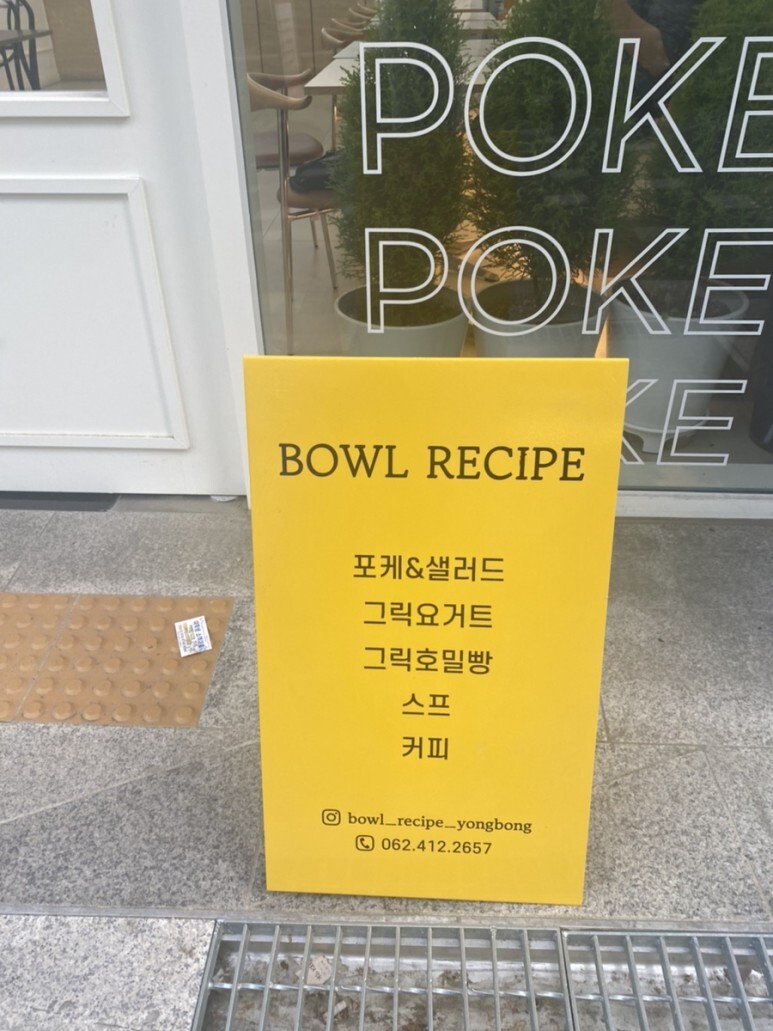 POKE
POKE
KE
BOWL RECIPE
포케&샐러드
그릭요거트
그릭호밀빵
스프
커피
bowl_recipe_yongbong
062.412.2657